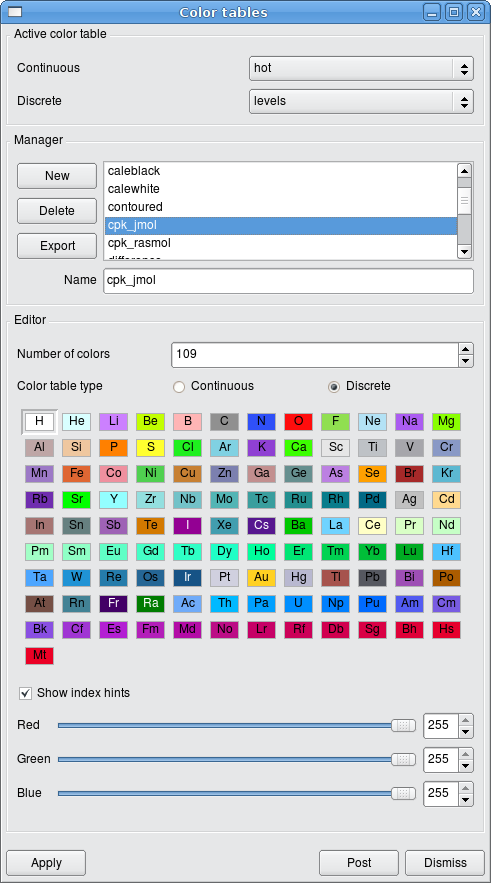 Color tables
Active color table
Continuous hot
Discrete levels
Manager
New
Delete
Export
caleblack
calewhite
contoured
cpk_jmol
cpk_rasmol
difference
Name cpk_jmol
Editor
Number of colors 109
Color table type Continuous Discrete
H He Li Be B C N O F Ne Na Mg
Al Si P S Cl Ar K Ca Sc Ti V Cr
Mn Fe Co Ni Cu Zn Ga Ge As Se Br Kr
Rb Sr Y Zr Nb Mo Tc Ru Rh Pd Ag Cd
In Sn Sb Te I Xe Cs Ba La Ce Pr Nd
Pm Sm Eu Gd Tb Dy Ho Er Tm Yb Lu Hf
Ta W Re Os Ir Pt Au Hg Tl Pb Bi Po
At Rn Fr Ra Ac Th Pa U Np Pu Am Cm
Bk Cf Es Fm Md No Lr Rf Db Sg Bh Hs
Mt
Show index hints
Red 255
Green 255
Blue 255
Apply Post Dismiss